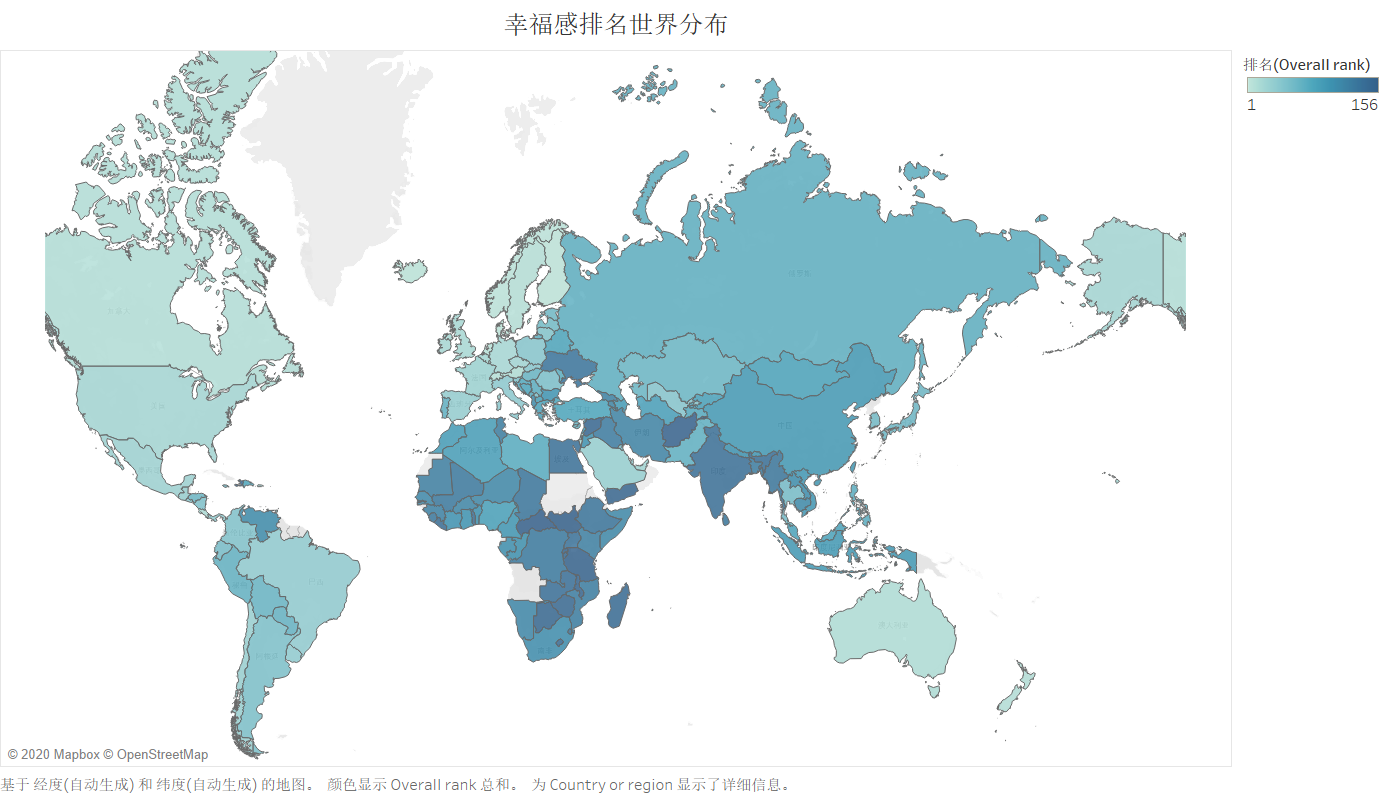 幸福感排名世界分布
排名(Overall rank)
1 156
© 2020 Mapbox © OpenStreetMap
基于 经度(自动生成) 和 纬度(自动生成) 的地图。 颜色显示 Overall rank 总和。 为 Country or region 显示了详细信息。